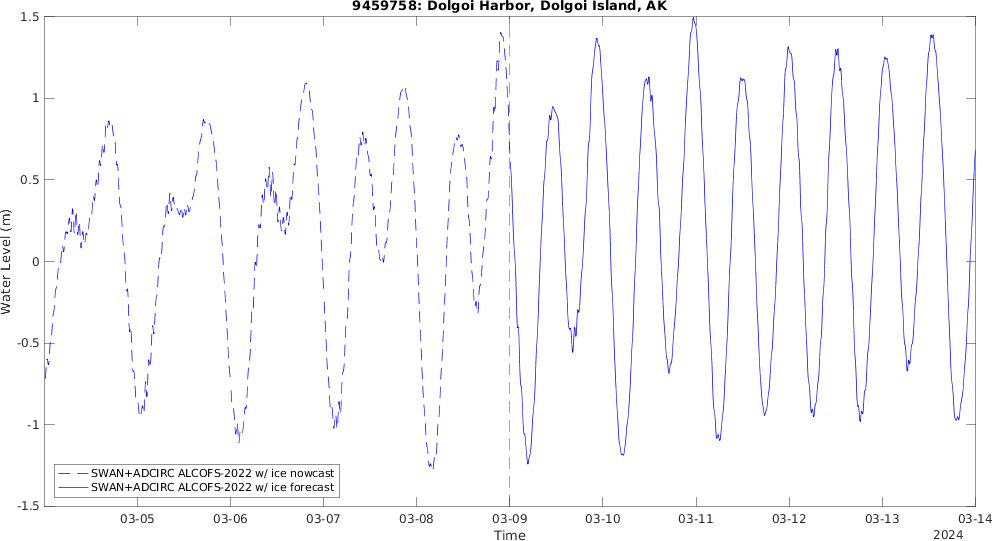 9459758: Dolgoi Harbor, Dolgoi Island, AK
1.5
1
0.5
0
-0.5
-1
-1.5
Water Level (m)
SWAN+ADCIRC ALCOFS-2022 w/ ice nowcast
SWAN+ADCIRC ALCOFS-2022 w/ ice forecast
03-05 03-06 03-07 03-08 03-09 03-10 03-11 03-12 03-13 03-14
Time
2024